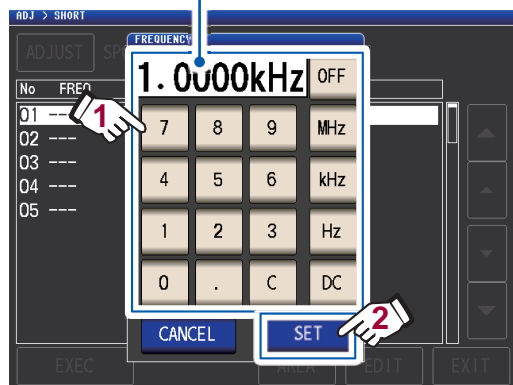 ADJ > SHORT
FREQUENCY
ADJUST
1.0000kHz OFF
No FREQ
01 ---
02 ---
03 ---
04 ---
05 ---
1
7 8 9 MHz
4 5 6 kHz
1 2 3 Hz
0 . C DC
CANCEL SET
2
EXEC EDIT EXIT